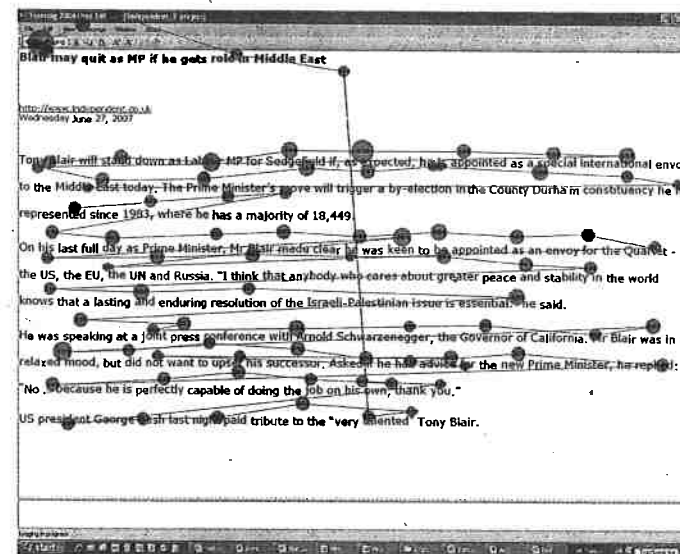 Blair may quit as MP if he gets role in Middle East
http://www.independent.co.uk
Wednesday June 27, 2007
Tony Blair will stand down as Labour MP for Sedgefield if, as expected, he is appointed as a special international envo
to the Middle East today. The Prime Minister's move will trigger a by-election in the County Durham constituency he h
represented since 1983, where he has a majority of 18,449.
On his last full day as Prime Minister, Mr Blair made clear he was keen to be appointed as an envoy for the Quartet -
the US, the EU, the UN and Russia. "I think that anybody who cares about greater peace and stability in the world
knows that a lasting and enduring resolution of the Israeli-Palestinian issue is essential." he said.
He was speaking at a joint press conference with Arnold Schwarzenegger, the Governor of California. Mr Blair was in
relaxed mood, but did not want to upset his successor. Asked if he had advice for the new Prime Minister, he replied:
"No . because he is perfectly capable of doing the job on his own, thank you."
US president George Bush last night paid tribute to the "very talented" Tony Blair.